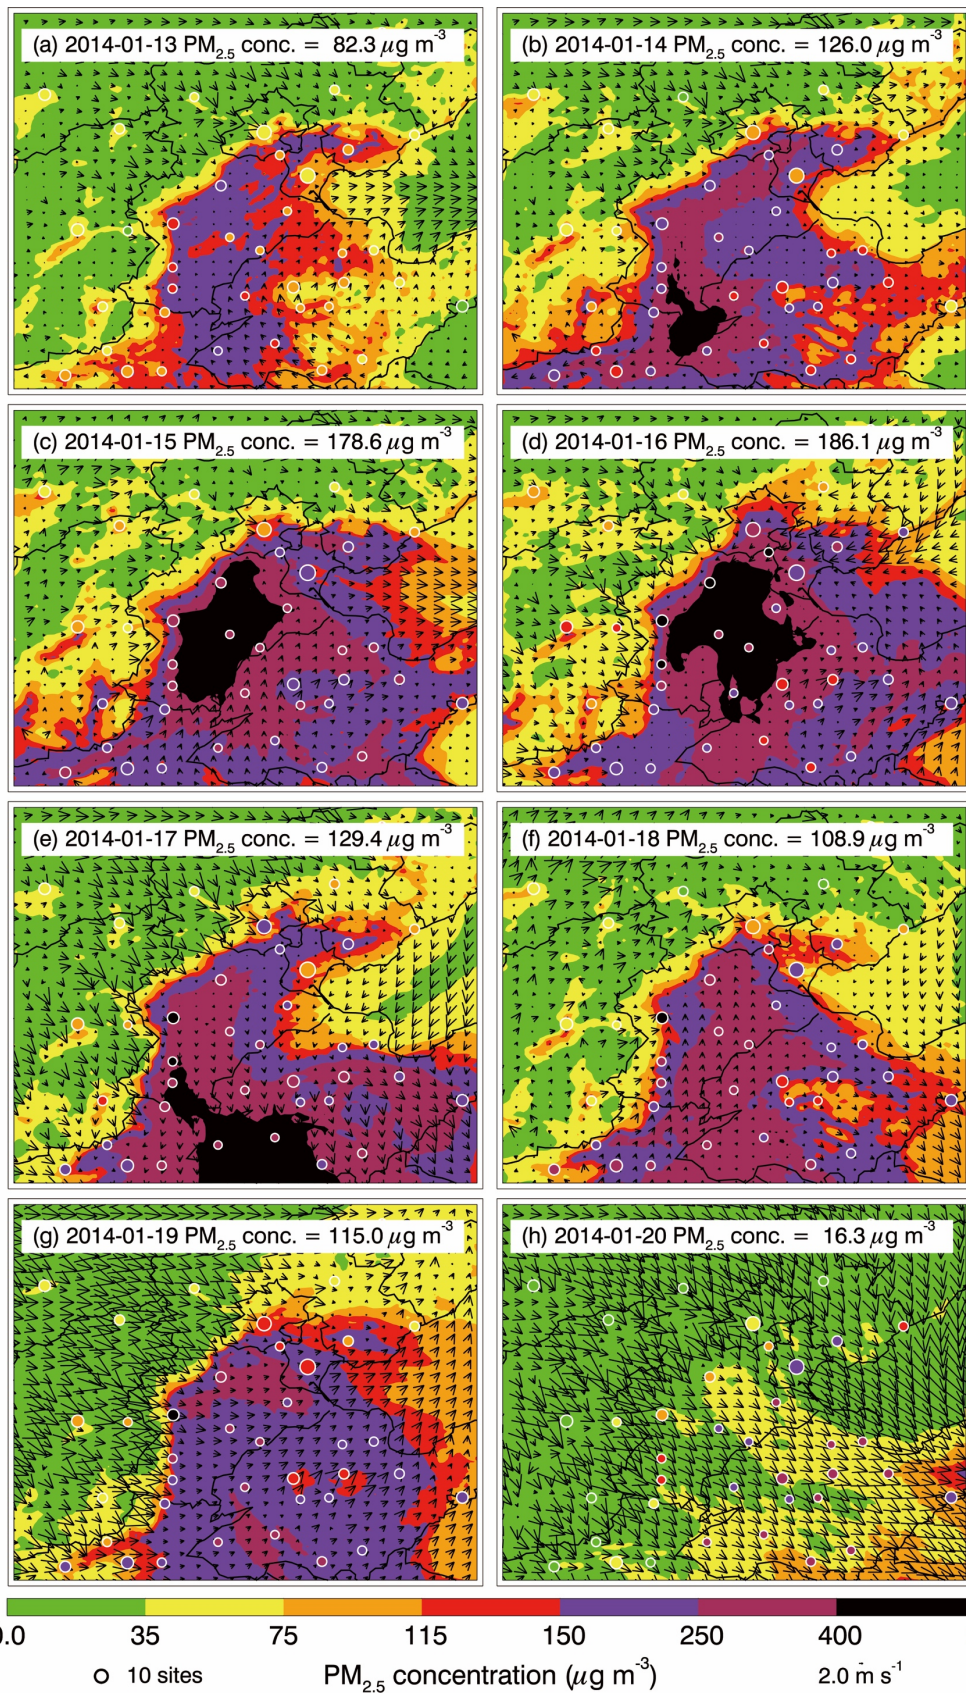 (a) 2014-01-13 PM2.5 conc. = 82.3 μg m-3
(b) 2014-01-14 PM2.5 conc. = 126.0 μg m-3
(c) 2014-01-15 PM2.5 conc. = 178.6 μg m-3
(d) 2014-01-16 PM2.5 conc. = 186.1 μg m-3
(e) 2014-01-17 PM2.5 conc. = 129.4 μg m-3
(f) 2014-01-18 PM2.5 conc. = 108.9 μg m-3
(g) 2014-01-19 PM2.5 conc. = 115.0 μg m-3
(h) 2014-01-20 PM2.5 conc. = 16.3 μg m-3
0.0 35 75 115 150 250 400
10 sites PM2.5 concentration (μg m-3) 2.0 m s-1